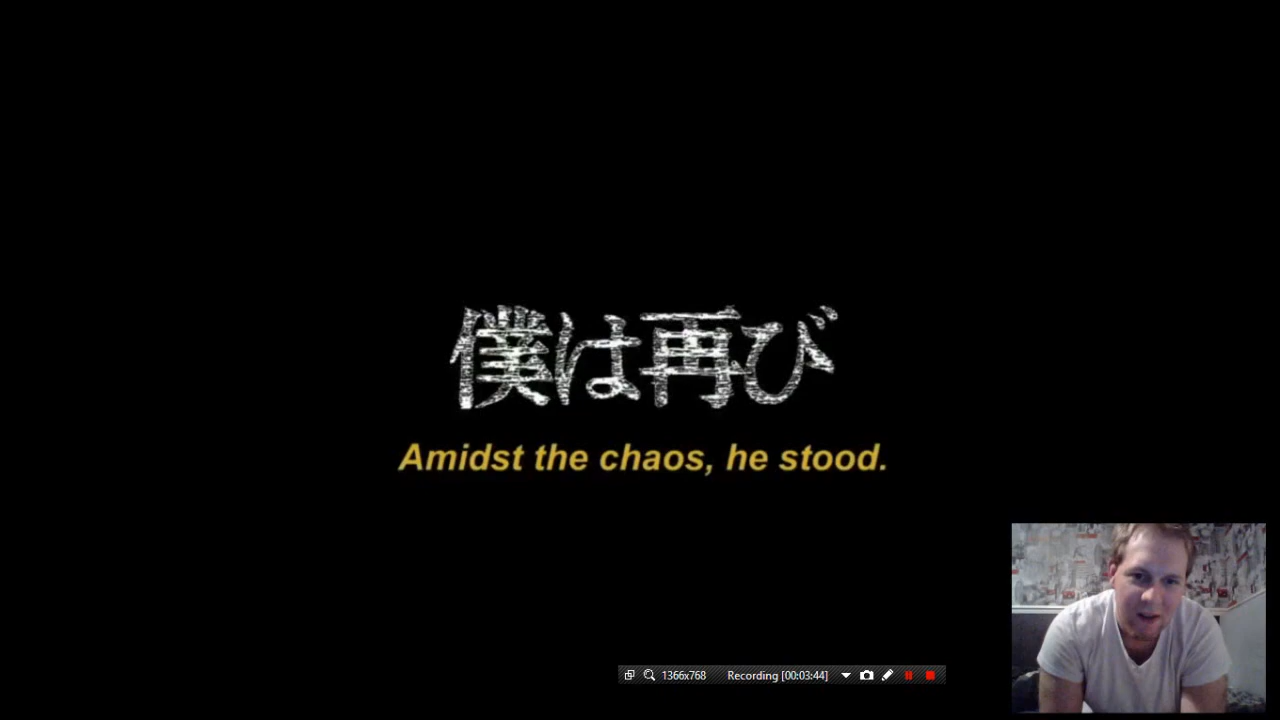 僕は再び
Amidst the chaos, he stood.
1366x768 Recording [00:03:44]